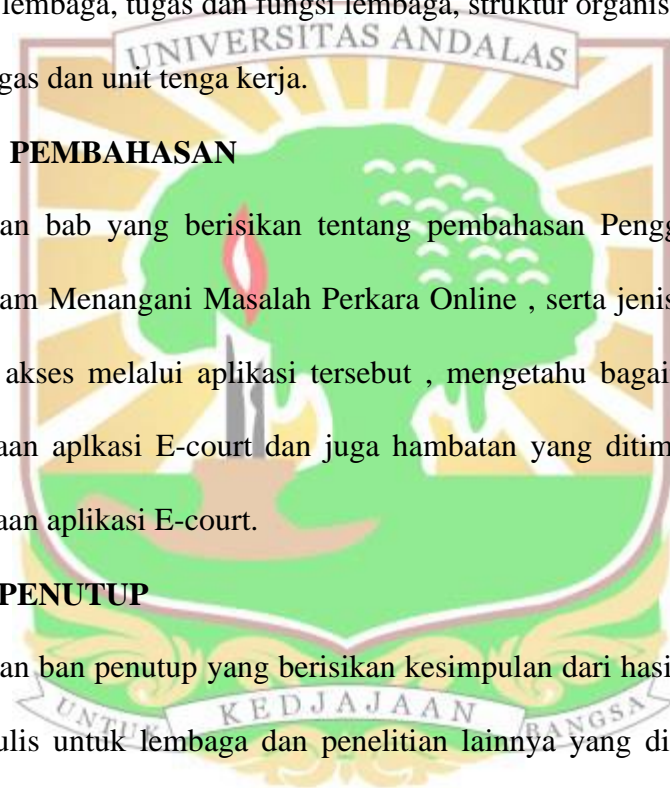 lembaga, tugas dan fungsi lembaga, struktur organis
UNIVERSITAS ANDALAS
gas dan unit tenga kerja.
PEMBAHASAN
an bab yang berisikan tentang pembahasan Pengg
am Menangani Masalah Perkara Online , serta jenis
akses melalui aplikasi tersebut , mengetahu bagai
aan aplkasi E-court dan juga hambatan yang ditim
aan aplikasi E-court.
PENUTUP
an ban penutup yang berisikan kesimpulan dari hasi
UNTUK KEDJAJAAN BANGSA
ulis untuk lembaga dan penelitian lainnya yang di